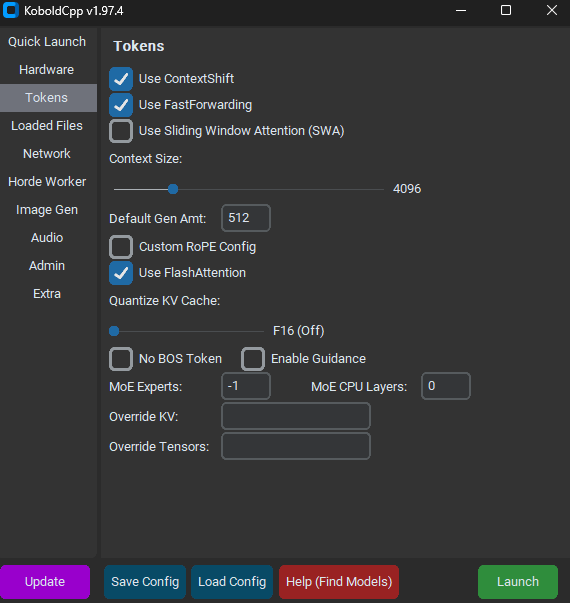 KoboldCpp v1.97.4
Quick Launch
Hardware
Tokens
Loaded Files
Network
Horde Worker
Image Gen
Audio
Admin
Extra
Tokens
Use ContextShift
Use FastForwarding
Use Sliding Window Attention (SWA)
Context Size:
4096
Default Gen Amt: 512
Custom RoPE Config
Use FlashAttention
Quantize KV Cache:
F16 (Off)
No BOS Token Enable Guidance
MoE Experts: -1 MoE CPU Layers: 0
Override KV:
Override Tensors:
Update Save Config Load Config Help (Find Models) Launch